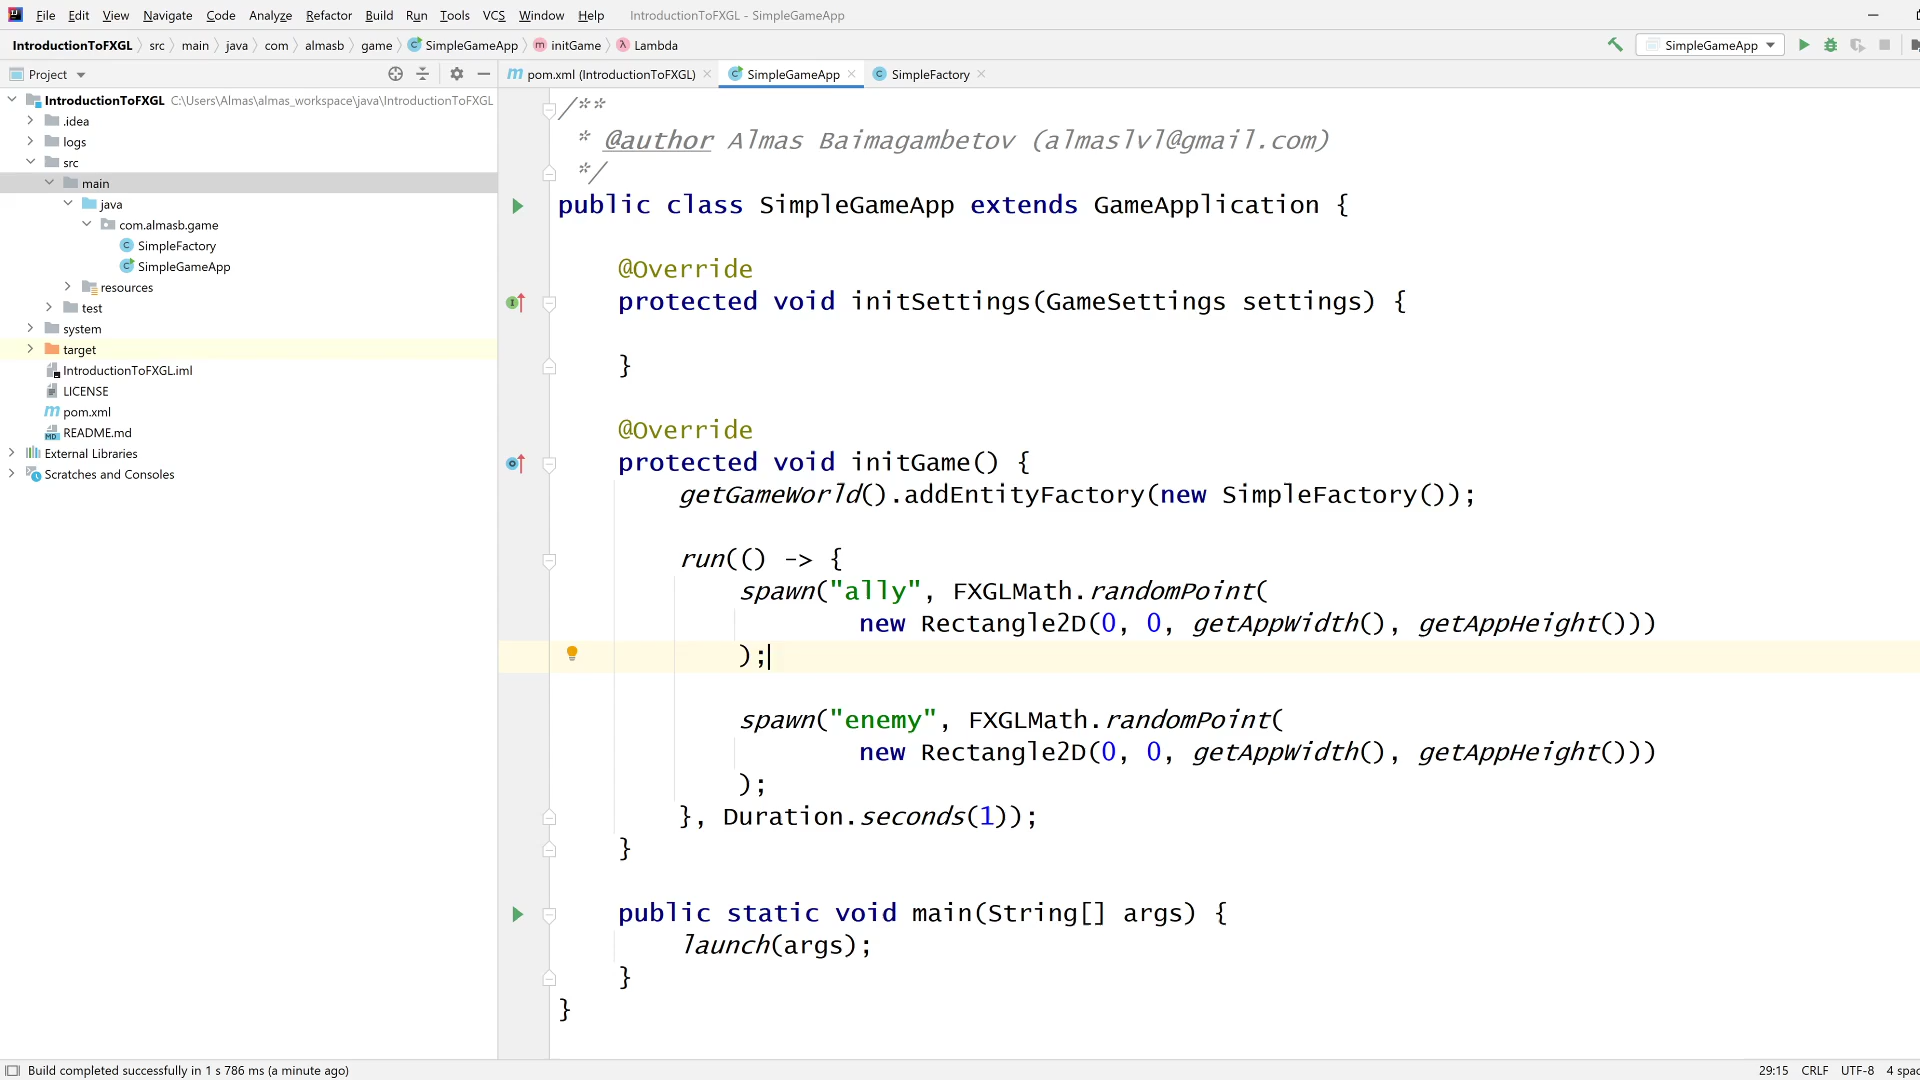 File Edit View Navigate Code Analyze Refactor Build Run Tools VCS Window Help IntroductionToFXGL - SimpleGameApp
IntroductionToFXGL src main java com almasb game SimpleGameApp initGame Lambda SimpleGameApp
Project pom.xml (IntroductionToFXGL) SimpleGameApp SimpleFactory
IntroductionToFXGL C:\Users\Almas\almas_workspace\java\IntroductionToFXGL
.idea
logs
src
main
java
com.almasb.game
SimpleFactory
SimpleGameApp
resources
test
system
target
IntroductionToFXGL.iml
LICENSE
pom.xml
README.md
External Libraries
Scratches and Consoles
/**
* @author Almas Baimagambetov (almaslvl@gmail.com)
*/
public class SimpleGameApp extends GameApplication {
@Override
protected void initSettings(GameSettings settings) {
}
@Override
protected void initGame() {
getGameWorld().addEntityFactory(new SimpleFactory());
run(() -> {
spawn("ally", FXGLMath.randomPoint(
new Rectangle2D(0, 0, getAppWidth(), getAppHeight()))
);
spawn("enemy", FXGLMath.randomPoint(
new Rectangle2D(0, 0, getAppWidth(), getAppHeight()))
);
}, Duration.seconds(1));
}
public static void main(String[] args) {
launch(args);
}
}
Build completed successfully in 1 s 786 ms (a minute ago) 29:15 CRLF UTF-8 4 spac